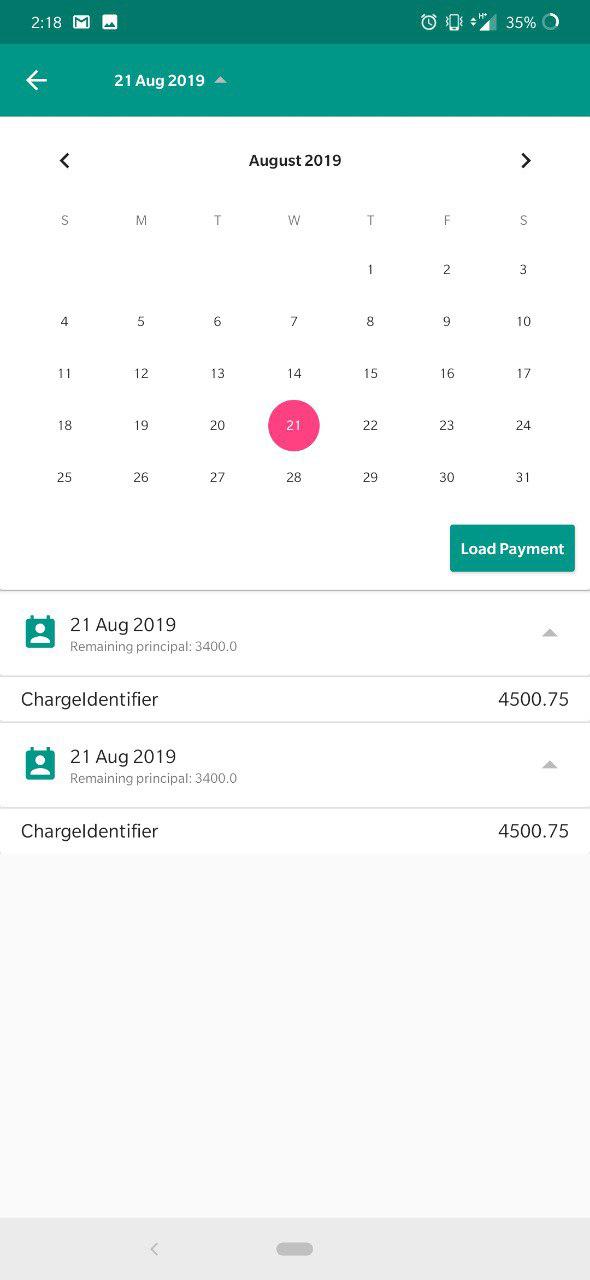 2:18 H+ 35%
21 Aug 2019
August 2019
S M T W T F S
1 2 3
4 5 6 7 8 9 10
11 12 13 14 15 16 17
18 19 20 21 22 23 24
25 26 27 28 29 30 31
Load Payment
21 Aug 2019
Remaining principal: 3400.0
ChargeIdentifier 4500.75
21 Aug 2019
Remaining principal: 3400.0
ChargeIdentifier 4500.75